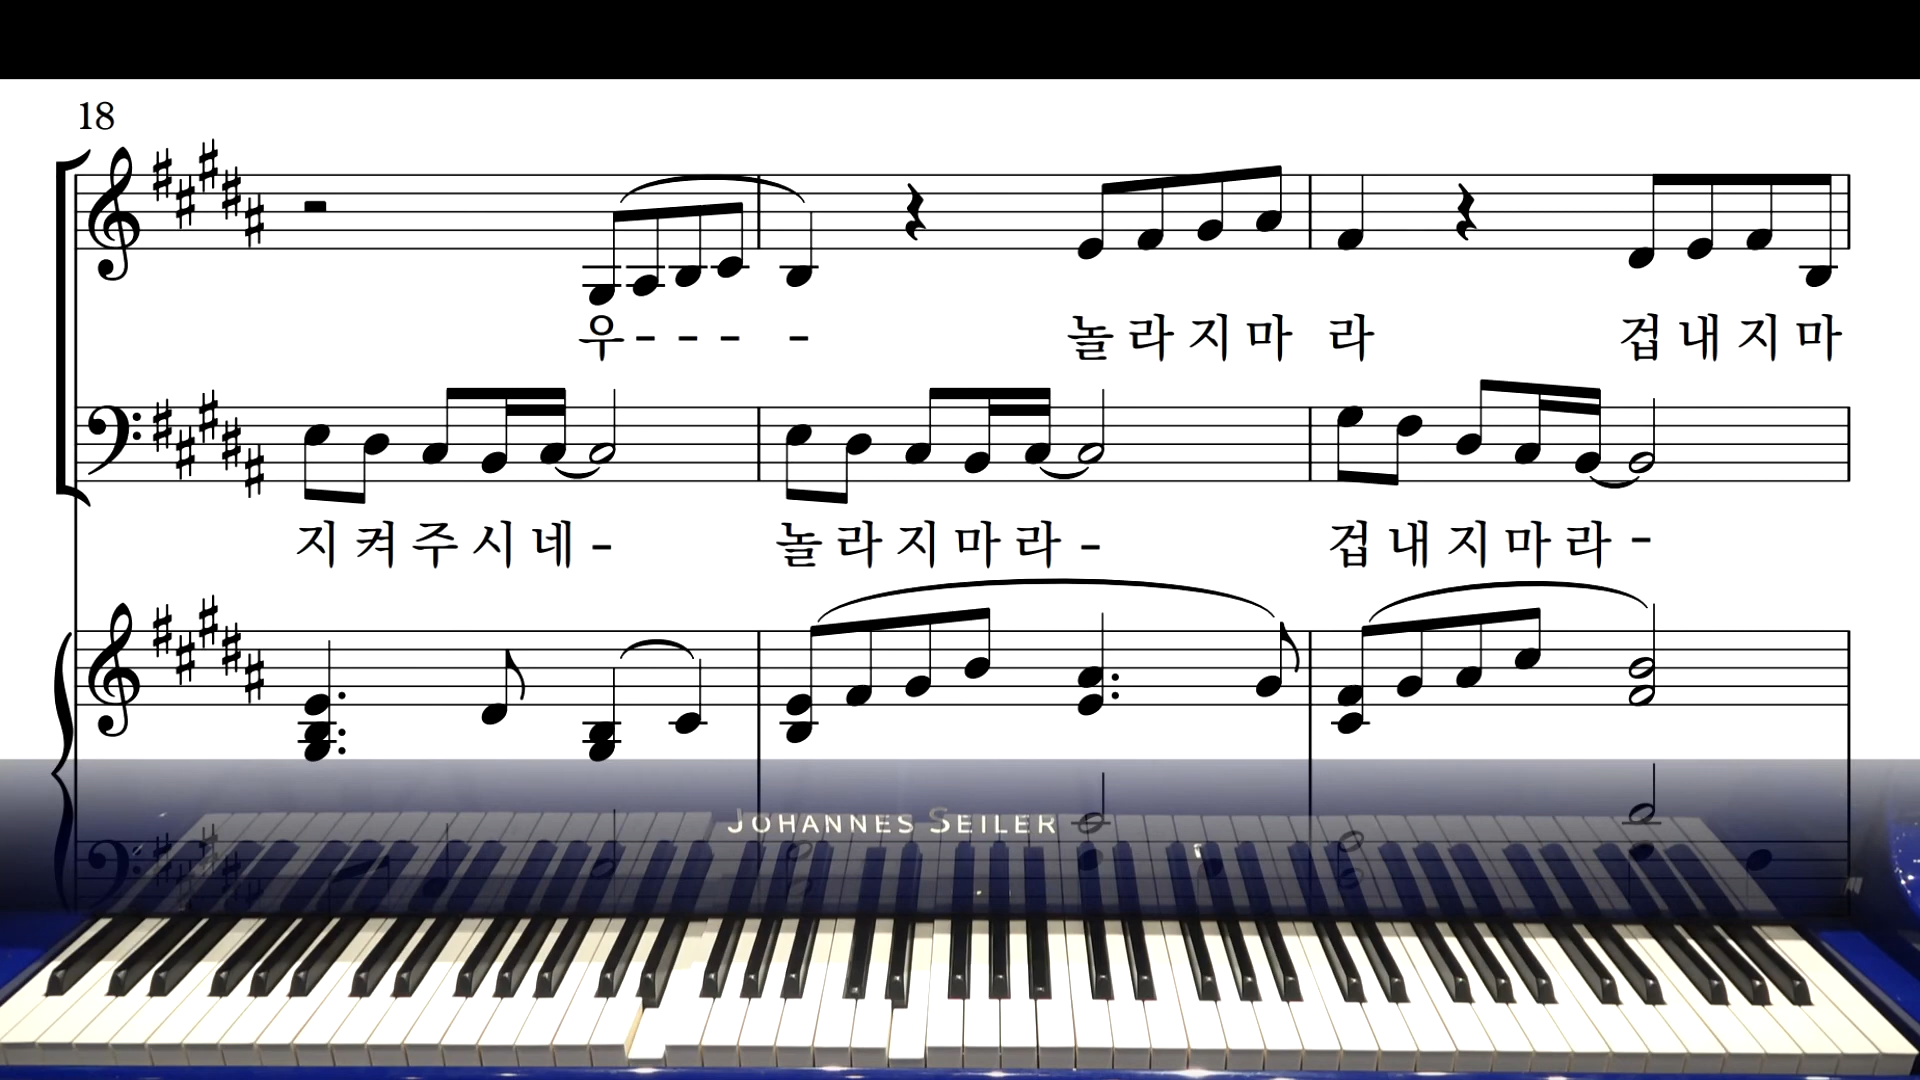 18
우- - - - 놀 라 지 마 라 겁 내 지 마
지 켜 주 시 네 - 놀 라 지 마 라 - 겁 내 지 마 라 -
JOHANNES SEILER